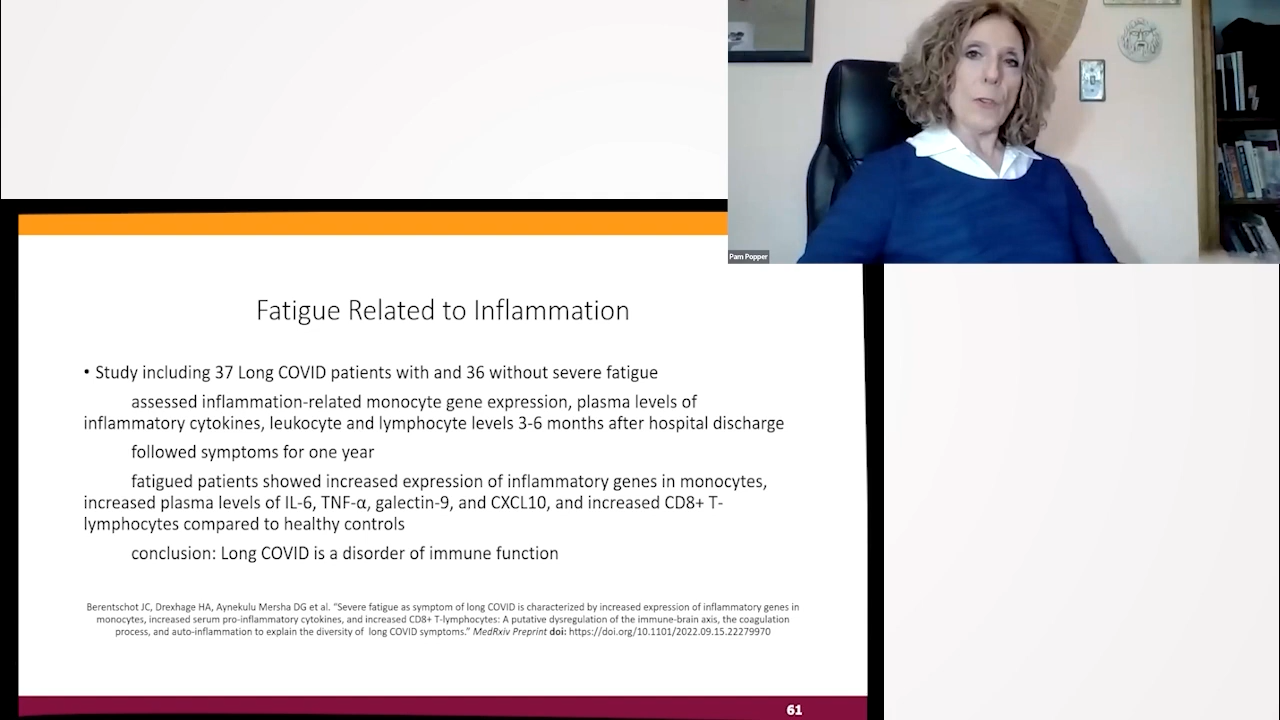 Pam Popper
Fatigue Related to Inflammation
• Study including 37 Long COVID patients with and 36 without severe fatigue
assessed inflammation-related monocyte gene expression, plasma levels of
inflammatory cytokines, leukocyte and lymphocyte levels 3-6 months after hospital discharge
followed symptoms for one year
fatigued patients showed increased expression of inflammatory genes in monocytes,
increased plasma levels of IL-6, TNF-α, galectin-9, and CXCL10, and increased CD8+ T-
lymphocytes compared to healthy controls
conclusion: Long COVID is a disorder of immune function
Berentschot JC, Drexhage HA, Aynekulu Mersha DG et al. “Severe fatigue as symptom of long COVID is characterized by increased expression of inflammatory genes in
monocytes, increased serum pro-inflammatory cytokines, and increased CD8+ T-lymphocytes: A putative dysregulation of the immune-brain axis, the coagulation
process, and auto-inflammation to explain the diversity of long COVID symptoms.” MedRxiv Preprint doi: https://doi.org/10.1101/2022.09.15.22279970
61